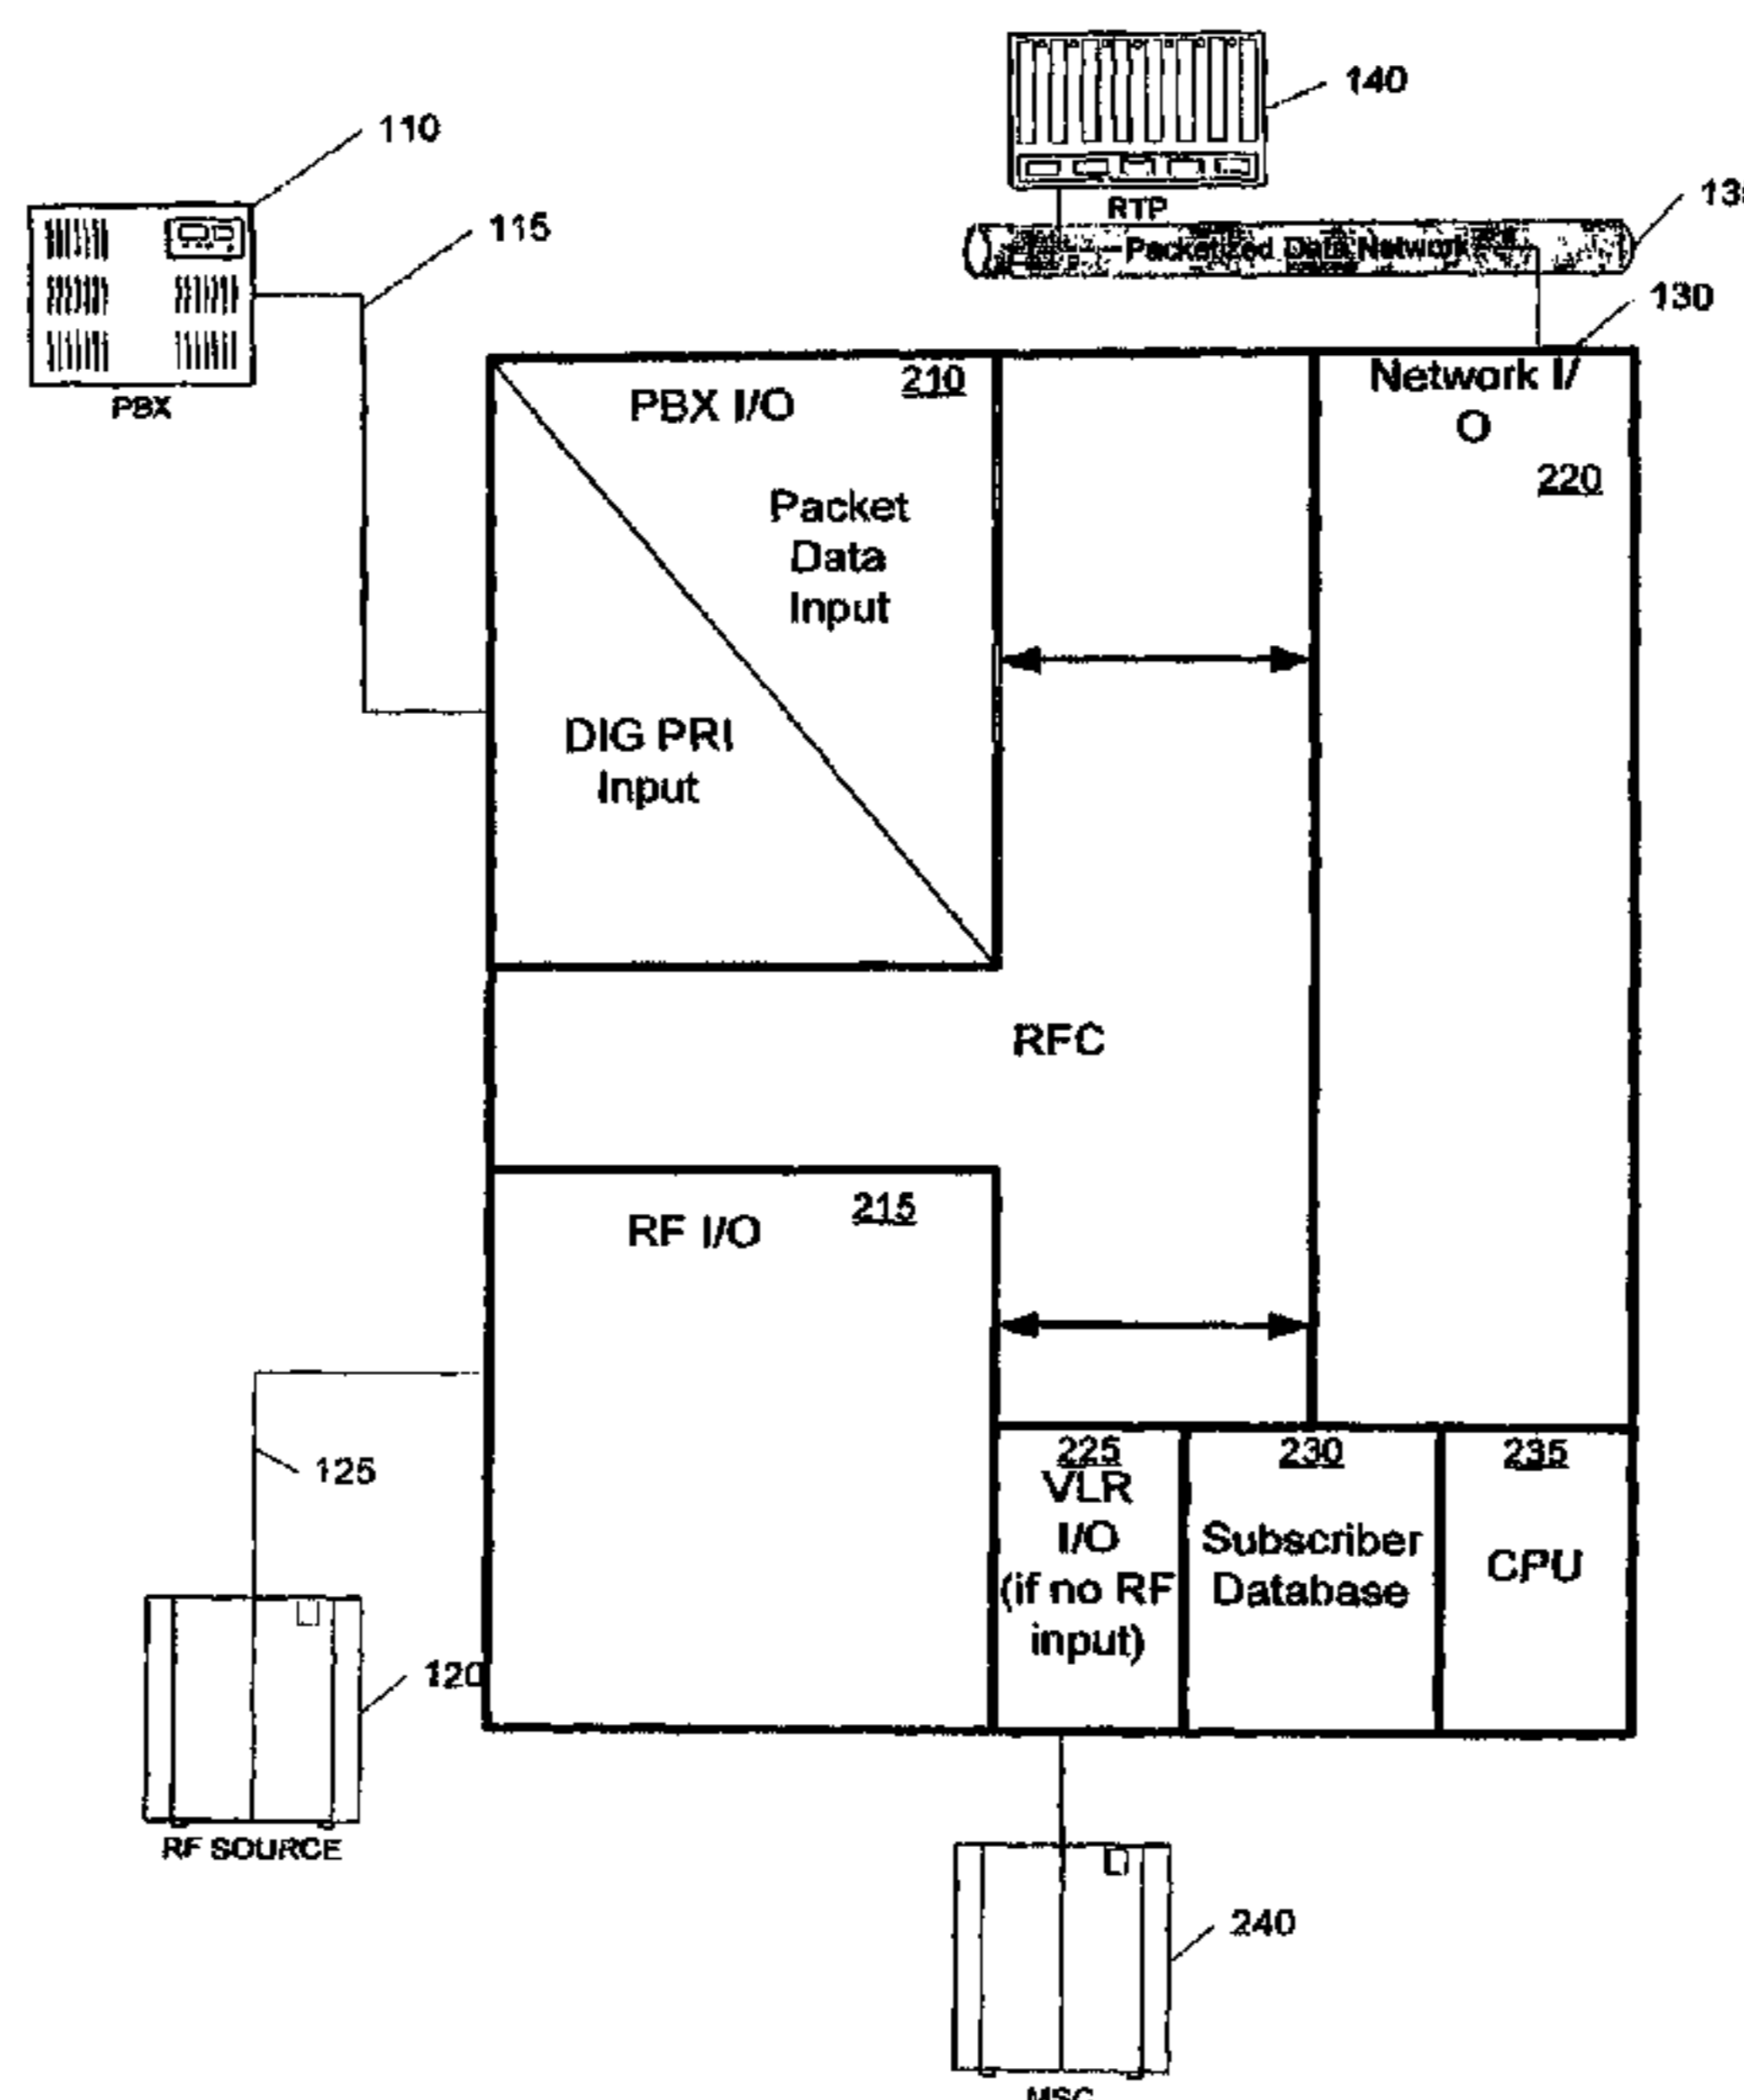 140
110
115
RTP
Packetized Data Network
130
PBX
PBX I/O
210
Network I/
O
220
Packet
Data
Input
DIG PRI
Input
RFC
RF I/O
215
125
225
VLR
I/O
(if no RF
input)
230
Subscriber
Database
235
CPU
120
RF SOURCE
240
MSC